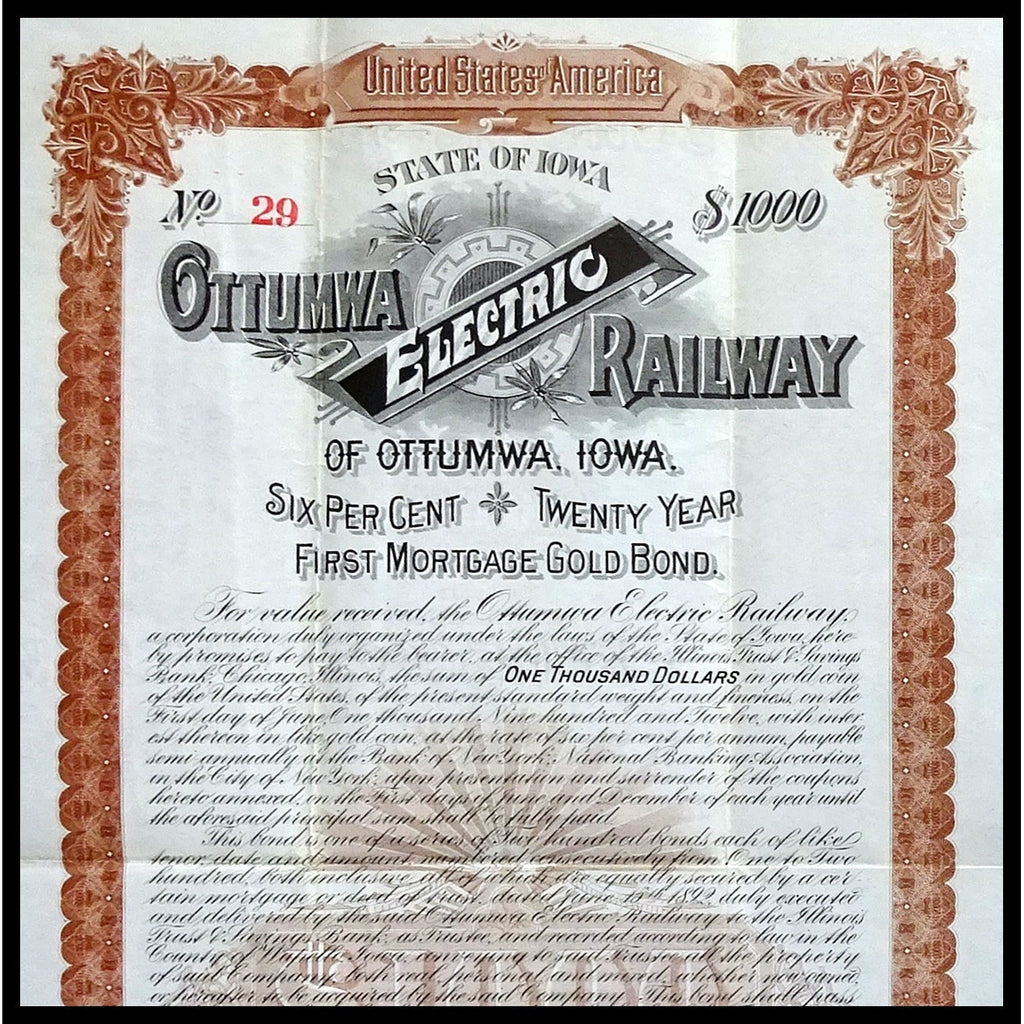 United States of America
STATE OF IOWA
Nº 29
$1000
OTTUMWA ELECTRIC RAILWAY
OF OTTUMWA, IOWA.
SIX PER CENT TWENTY YEAR
FIRST MORTGAGE GOLD BOND.
For value received, the Ottumwa Electric Railway,
a corporation duly organized under the laws of the State of Iowa, here-
by promises to pay to the bearer, at the office of the Illinois Trust & Savings
Bank, Chicago, Illinois, the sum of ONE THOUSAND DOLLARS in gold coin
of the United States, of the present standard weight and fineness, on the
First day of June, One thousand Nine hundred and Twelve, with inter-
est thereon in like gold coin, at the rate of six per cent per annum, payable
semi-annually at the Bank of New York National Banking Association,
in the City of New York, upon presentation and surrender of the coupons
hereto annexed, on the First days of June and December of each year until
the aforesaid principal sum shall be fully paid.
This bond is one of a series of Two hundred bonds each of like
tenor, date and amount, numbered consecutively from One to Two
hundred, both inclusive, all of which are equally secured by a cer-
tain mortgage or deed of trust, dated June 1st 1892, duly executed
and delivered by the said Ottumwa Electric Railway to the Illinois
Trust & Savings Bank, as Trustee, and recorded according to law in the
County of Wapello, Iowa, conveying to said Trustee all the property
of said Company, both real, personal and mixed, whether now owned
or hereafter to be acquired by the said Company. This bond shall pass